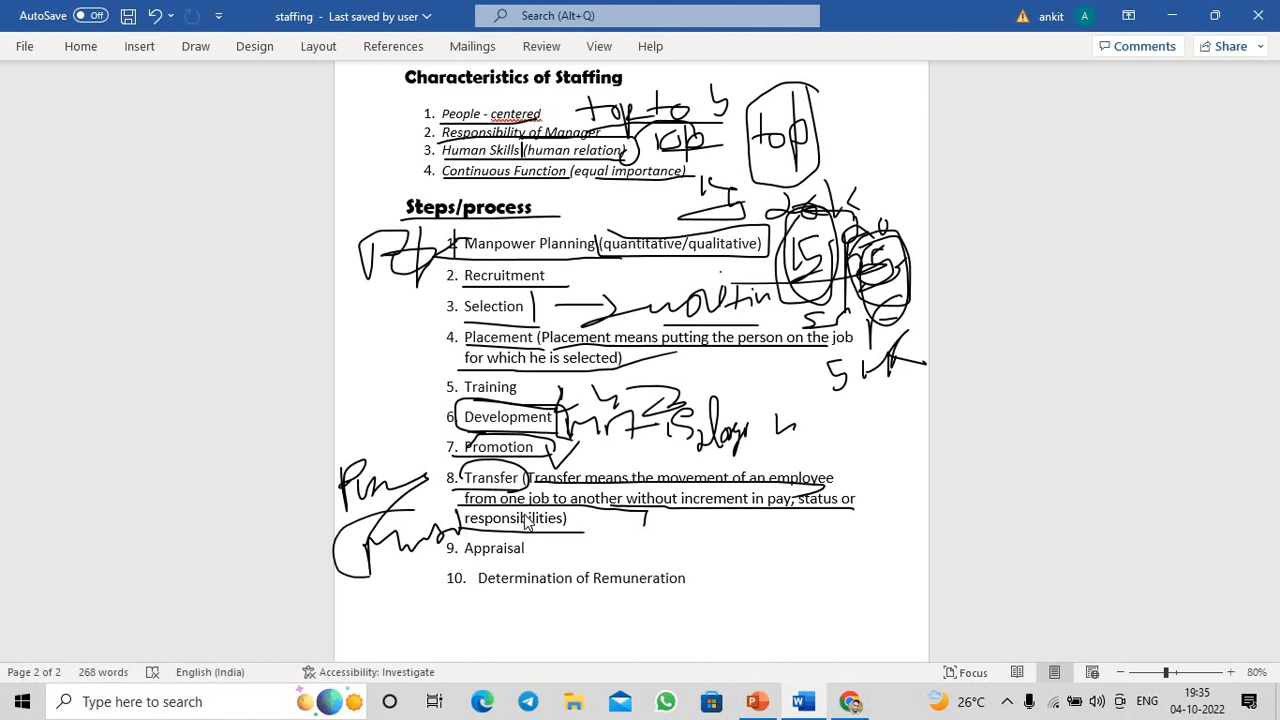 AutoSave Off staffing - Last saved by user Search (Alt+Q) ankit A
File Home Insert Draw Design Layout References Mailings Review View Help Comments Share
Characteristics of Staffing
1. People - centered
top to
2. Responsibility of Manager
top
top
3. Human Skills (human relation)
4. Continuous Function (equal importance)
Steps/process
1. Manpower Planning (quantitative/qualitative)
15
2. Recruitment
3. Selection
4. Placement (Placement means putting the person on the job
for which he is selected)
5
5. Training
6. Development
7. Promotion
8. Transfer (Transfer means the movement of an employee
from one job to another without increment in pay, status or
responsibilities)
9. Appraisal
10. Determination of Remuneration
Page 2 of 2 268 words English (India) Accessibility: Investigate Focus 80%
Type here to search 26°C ENG 19:35
04-10-2022